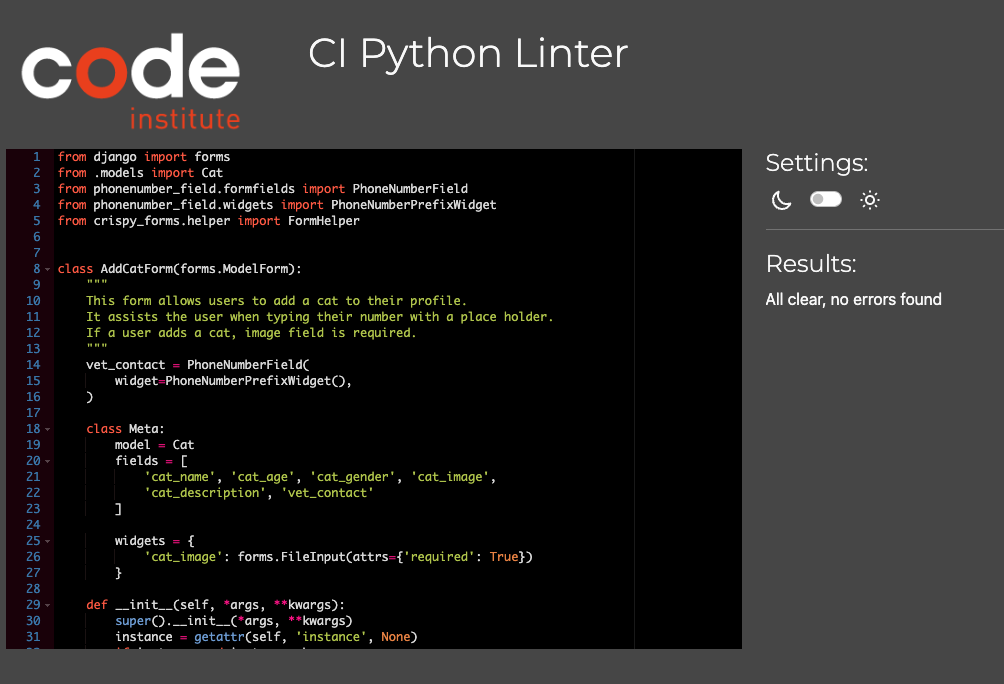 code
institute
CI Python Linter
1 from django import forms
2 from .models import Cat
3 from phonenumber_field.formfields import PhoneNumberField
4 from phonenumber_field.widgets import PhoneNumberPrefixWidget
5 from crispy_forms.helper import FormHelper
6
7
8 class AddCatForm(forms.ModelForm):
9     """
10     This form allows users to add a cat to their profile.
11     It assists the user when typing their number with a place holder.
12     If a user adds a cat, image field is required.
13     """
14     vet_contact = PhoneNumberField(
15         widget=PhoneNumberPrefixWidget(),
16     )
17
18     class Meta:
19         model = Cat
20         fields = [
21             'cat_name', 'cat_age', 'cat_gender', 'cat_image',
22             'cat_description', 'vet_contact'
23         ]
24
25         widgets = {
26             'cat_image': forms.FileInput(attrs={'required': True})
27         }
28
29     def __init__(self, *args, **kwargs):
30         super().__init__(*args, **kwargs)
31         instance = getattr(self, 'instance', None)
Settings:
Results:
All clear, no errors found